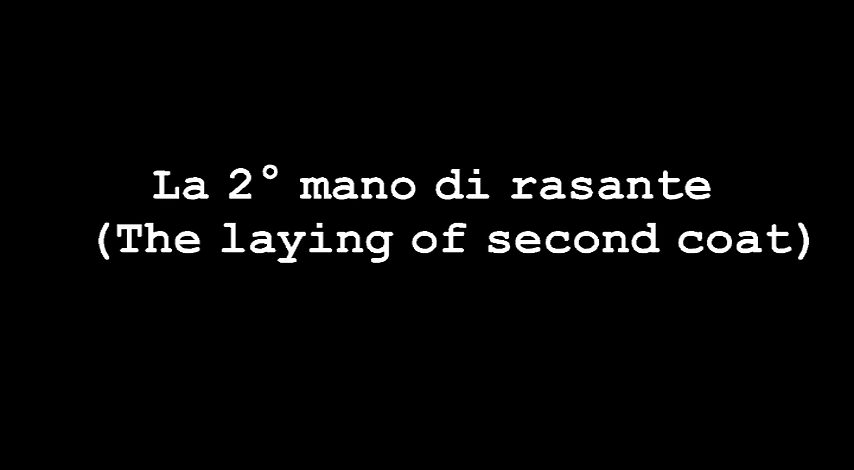 La 2° mano di rasante
(The laying of second coat)